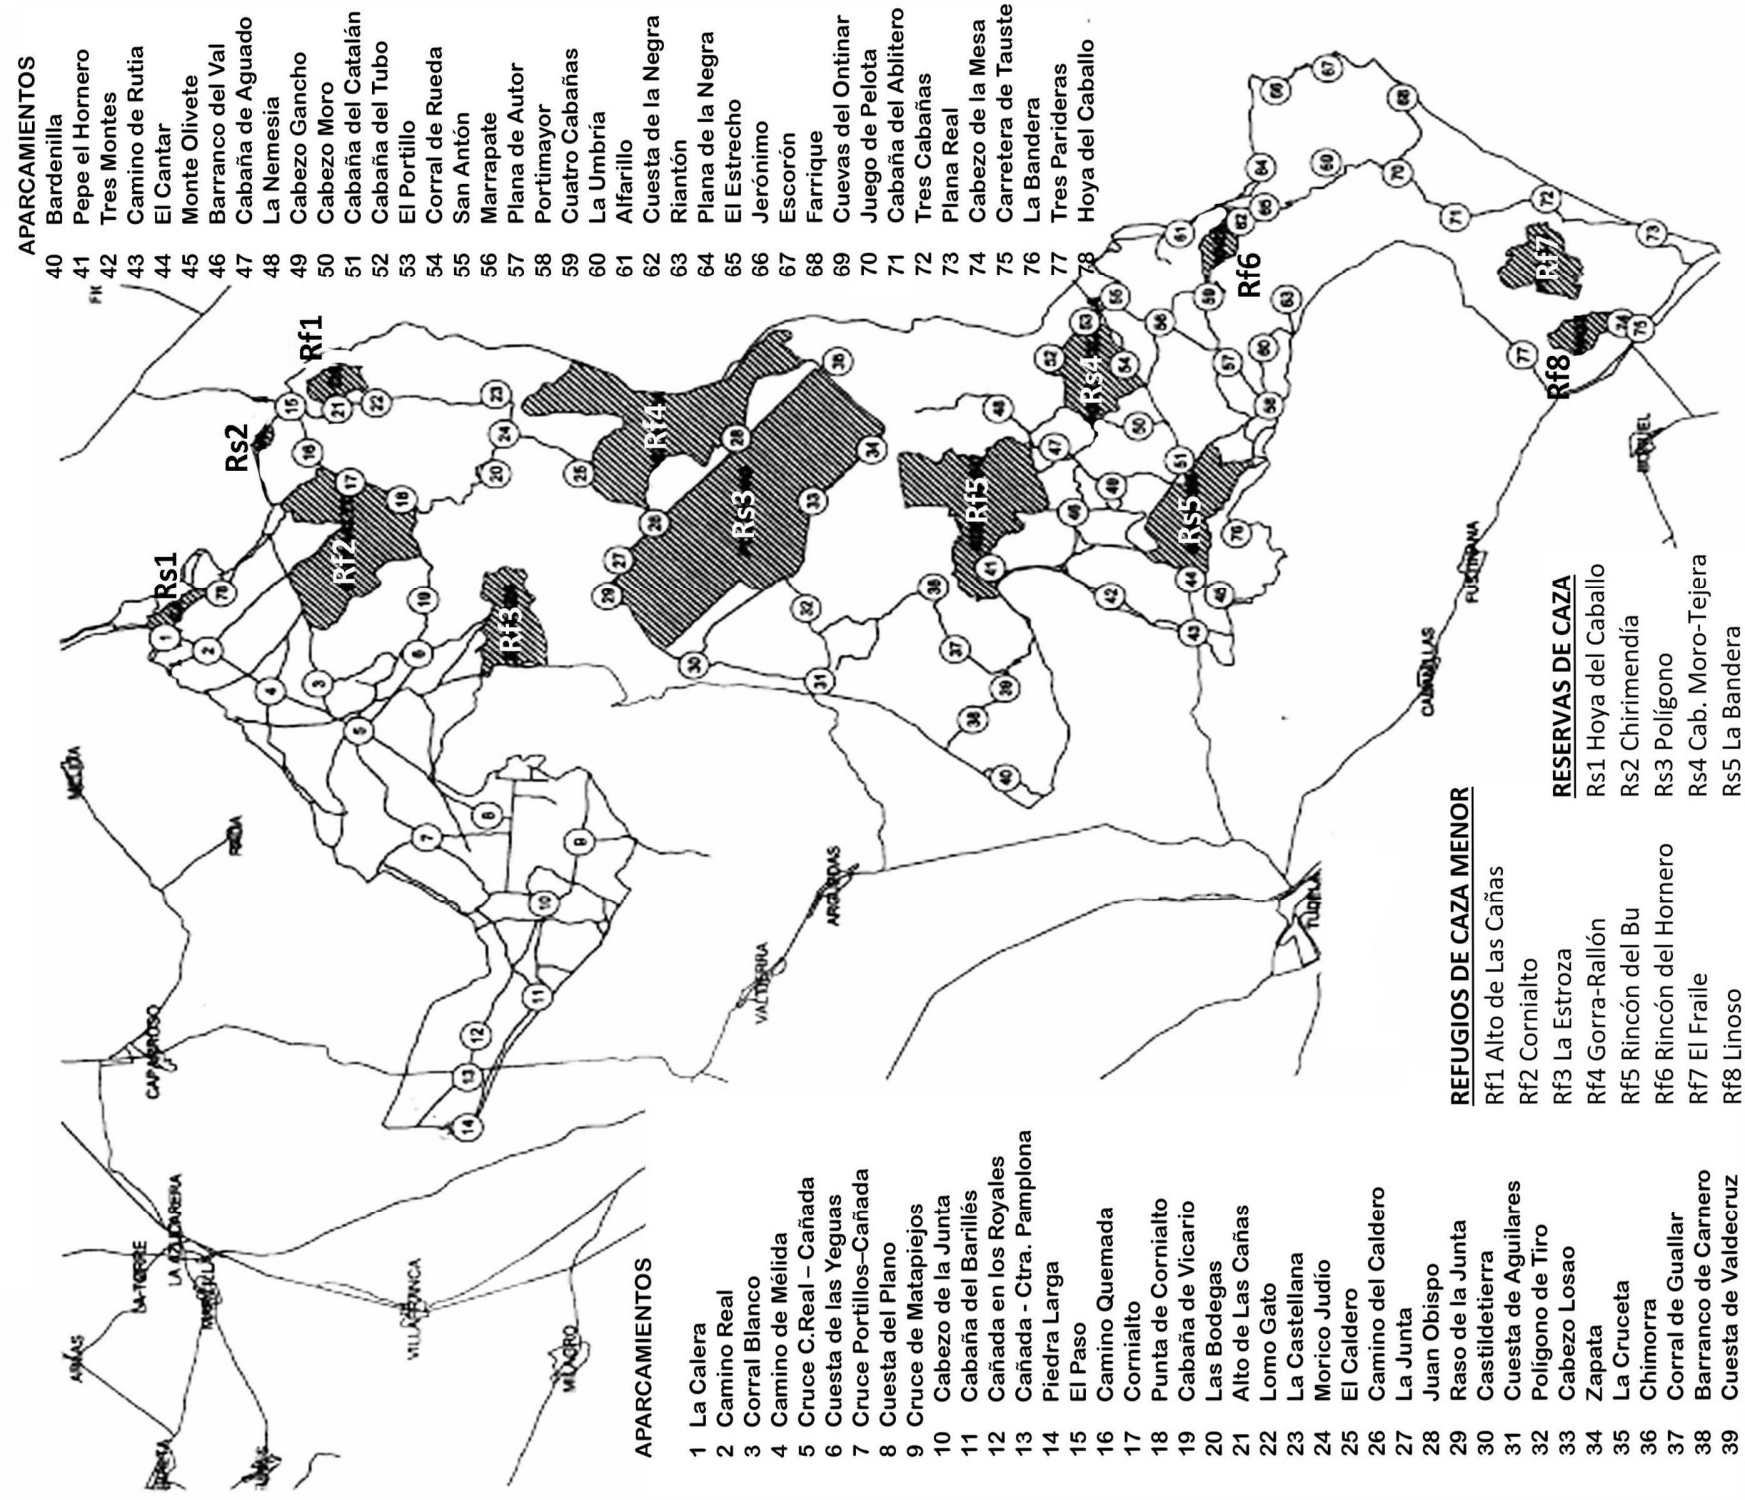 APARCAMIENTOS
40 Bardenilla
41 Pepe el Hornero
42 Tres Montes
43 Camino de Rutia
44 El Cantar
45 Monte Olivete
46 Barranco del Val
47 Cabaña de Aguado
48 La Nemesia
49 Cabezo Gancho
50 Cabezo Moro
51 Cabaña del Catalán
52 Cabaña del Tubo
53 El Portillo
54 Corral de Rueda
55 San Antón
56 Marrapate
57 Plana de Autor
58 Portimayor
59 Cuatro Cabañas
60 La Umbría
61 Alfarillo
62 Cuesta de la Negra
63 Riantón
64 Plana de la Negra
65 El Estrecho
66 Jerónimo
67 Escorón
68 Farrique
69 Cuevas del Ontinar
70 Juego de Pelota
71 Cabaña del Ablitero
72 Tres Cabañas
73 Plana Real
74 Cabezo de la Mesa
75 Carretera de Tauste
76 La Bandera
77 Tres Parideras
78 Hoya del Caballo
Rs1
Rs2
Rf1
Rf2
Rf3
Rf4
Rs3
Rf5
Rs4
Rs5
Rf6
Rf7
Rf8
MELIDA
RADA
CAPARROSO
ARGUEDAS
VALTIERRA
CABANILLAS
FUSTIÑANA
TUDELA
LA AZUCARERA
MARCILLA
VILLAFRANCA
MILAGRO
APARCAMIENTOS
1 La Calera
2 Camino Real
3 Corral Blanco
4 Camino de Mélida
5 Cruce C.Real – Cañada
6 Cuesta de las Yeguas
7 Cruce Portillos–Cañada
8 Cuesta del Plano
9 Cruce de Matapiejos
10 Cabezo de la Junta
11 Cabaña del Barillés
12 Cañada en los Royales
13 Cañada - Ctra. Pamplona
14 Piedra Larga
15 El Paso
16 Camino Quemada
17 Cornialto
18 Punta de Cornialto
19 Cabaña de Vicario
20 Las Bodegas
21 Alto de Las Cañas
22 Lomo Gato
23 La Castellana
24 Morico Judío
25 El Caldero
26 Camino del Caldero
27 La Junta
28 Juan Obispo
29 Raso de la Junta
30 Castildetierra
31 Cuesta de Aguilares
32 Polígono de Tiro
33 Cabezo Losao
34 Zapata
35 La Cruceta
36 Chimorra
37 Corral de Guallar
38 Barranco de Carnero
39 Cuesta de Valdecruz
REFUGIOS DE CAZA MENOR
Rf1 Alto de Las Cañas
Rf2 Cornialto
Rf3 La Estroza
Rf4 Gorra-Rallón
Rf5 Rincón del Bu
Rf6 Rincón del Hornero
Rf7 El Fraile
Rf8 Linoso
RESERVAS DE CAZA
Rs1 Hoya del Caballo
Rs2 Chirimendía
Rs3 Polígono
Rs4 Cab. Moro-Tejera
Rs5 La Bandera